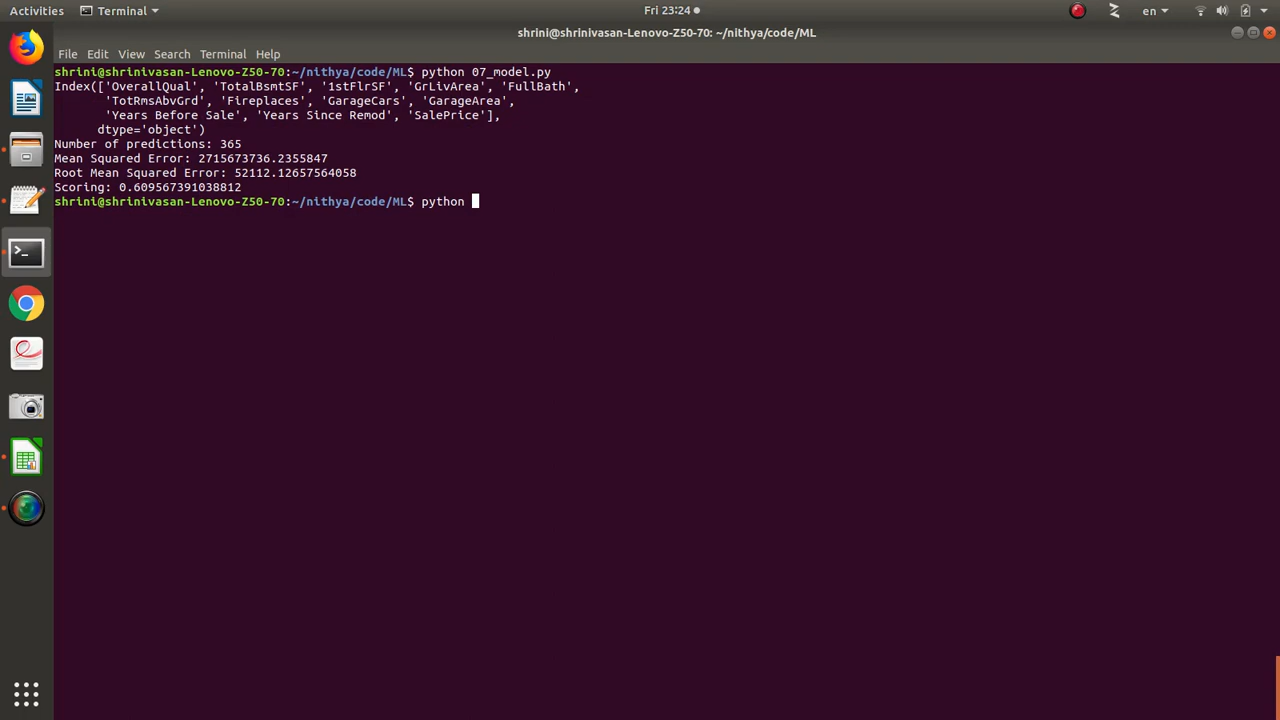 Activities Terminal Fri 23:24 en
shrini@shrinivasan-Lenovo-Z50-70: ~/nithya/code/ML
File Edit View Search Terminal Help
shrini@shrinivasan-Lenovo-Z50-70:~/nithya/code/ML$ python 07_model.py
Index(['OverallQual', 'TotalBsmtSF', '1stFlrSF', 'GrLivArea', 'FullBath',
'TotRmsAbvGrd', 'Fireplaces', 'GarageCars', 'GarageArea',
'Years Before Sale', 'Years Since Remod', 'SalePrice'],
dtype='object')
Number of predictions: 365
Mean Squared Error: 2715673736.2355847
Root Mean Squared Error: 52112.12657564058
Scoring: 0.609567391038812
shrini@shrinivasan-Lenovo-Z50-70:~/nithya/code/ML$ python